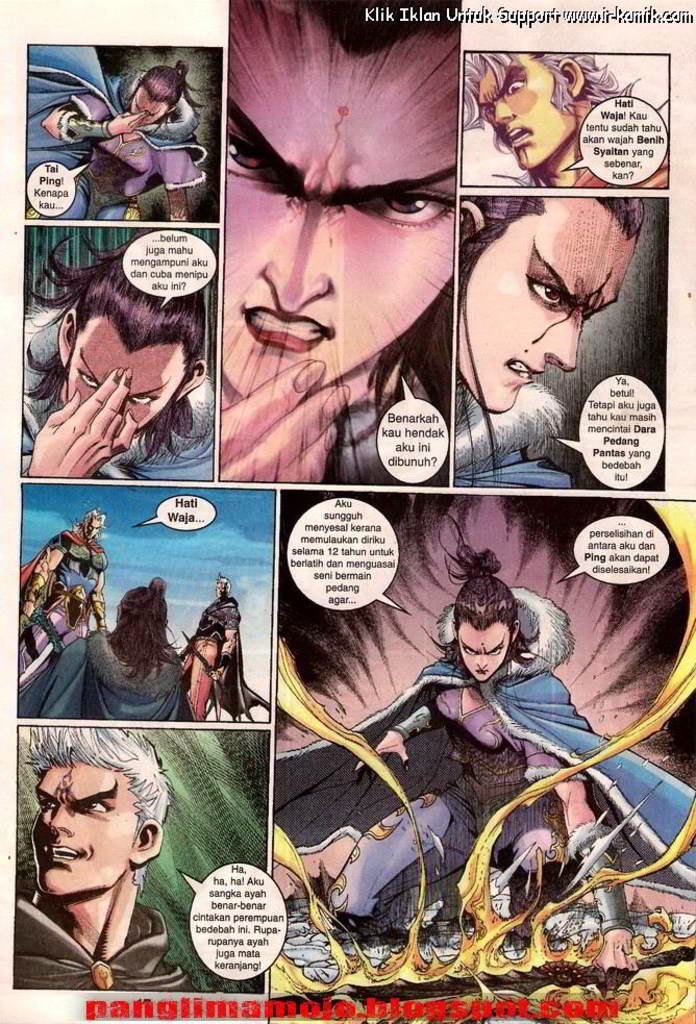 Klik Iklan Untuk Support www.ir-komik.com
Tai
Ping!
Kenapa
kau...
Hati
Waja! Kau
tentu sudah tahu
akan wajah Benih
Syaitan yang
sebenar,
kan?
...belum
juga mahu
mengampuni aku
dan cuba menipu
aku ini?
Benarkah
kau hendak
aku ini
dibunuh?
Ya,
betul!
Tetapi aku juga
tahu kau masih
mencintai Dara
Pedang
Pantas yang
bedebah
itu!
Hati
Waja...
Aku
sungguh
menyesal kerana
memulaukan diriku
selama 12 tahun untuk
berlatih dan menguasai
seni bermain
pedang
agar...
...
perselisihan di
antara aku dan
Ping akan dapat
diselesaikan!
Ha,
ha, ha! Aku
sangka ayah
benar-benar
cintakan perempuan
bedebah ini. Rupa-
rupanya ayah
juga mata
keranjang!
panglimamojo.blogspot.com